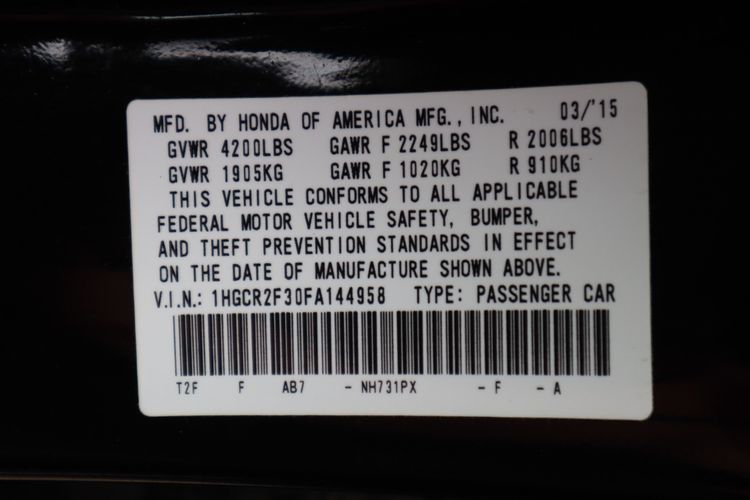 MFD. BY HONDA OF AMERICA MFG., INC. 03/'15
GVWR 4200LBS GAWR F 2249LBS R 2006LBS
GVWR 1905KG GAWR F 1020KG R 910KG
THIS VEHICLE CONFORMS TO ALL APPLICABLE
FEDERAL MOTOR VEHICLE SAFETY, BUMPER,
AND THEFT PREVENTION STANDARDS IN EFFECT
ON THE DATE OF MANUFACTURE SHOWN ABOVE.
V.I.N.: 1HGCR2F30FA144958 TYPE: PASSENGER CAR
T2F F AB7 - NH731PX - F - A